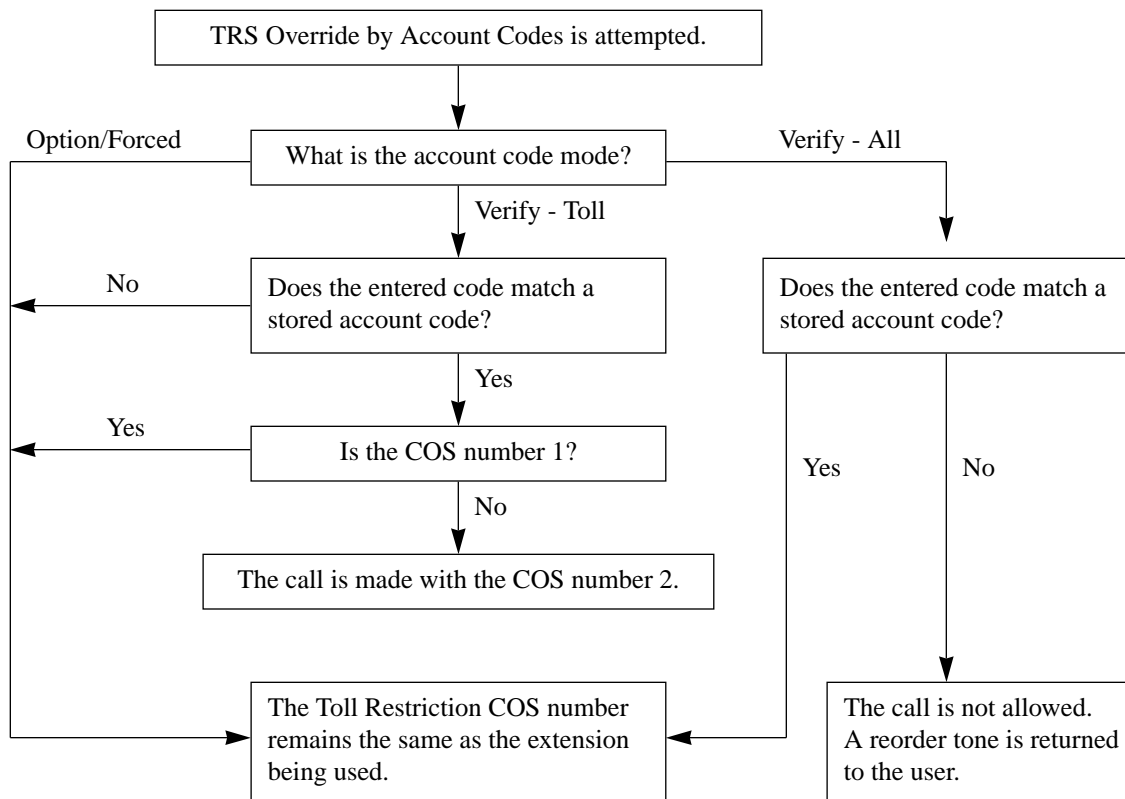 TRS Override by Account Codes is attempted.
Option/Forced
What is the account code mode?
Verify - All
Verify - Toll
No
Does the entered code match a
stored account code?
Does the entered code match a
stored account code?
Yes
Yes
Is the COS number 1?
Yes
No
No
The call is made with the COS number 2.
The Toll Restriction COS number
remains the same as the extension
being used.
The call is not allowed.
A reorder tone is returned
to the user.